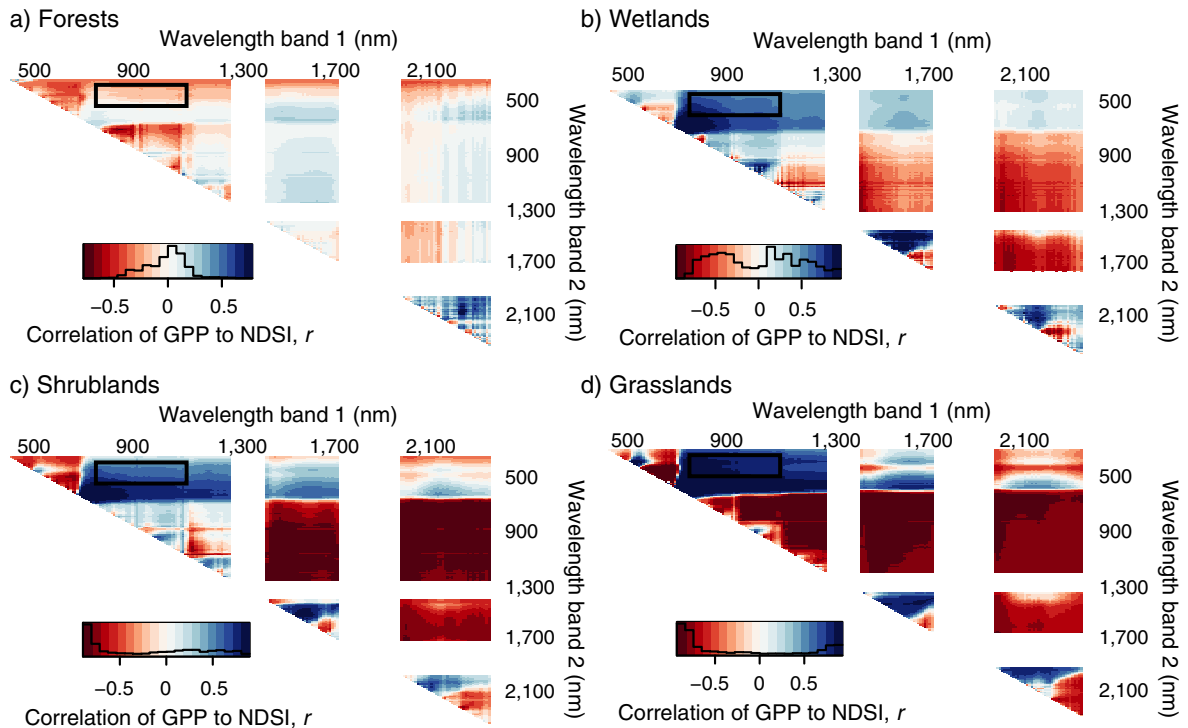 a) Forests
Wavelength band 1 (nm)
500 900 1,300 1,700 2,100
500
900
1,300
1,700
2,100
Wavelength band 2 (nm)
−0.5 0 0.5
Correlation of GPP to NDSI, r
b) Wetlands
Wavelength band 1 (nm)
500 900 1,300 1,700 2,100
500
900
1,300
1,700
2,100
Wavelength band 2 (nm)
−0.5 0 0.5
Correlation of GPP to NDSI, r
c) Shrublands
Wavelength band 1 (nm)
500 900 1,300 1,700 2,100
500
900
1,300
1,700
2,100
Wavelength band 2 (nm)
−0.5 0 0.5
Correlation of GPP to NDSI, r
d) Grasslands
Wavelength band 1 (nm)
500 900 1,300 1,700 2,100
500
900
1,300
1,700
2,100
Wavelength band 2 (nm)
−0.5 0 0.5
Correlation of GPP to NDSI, r